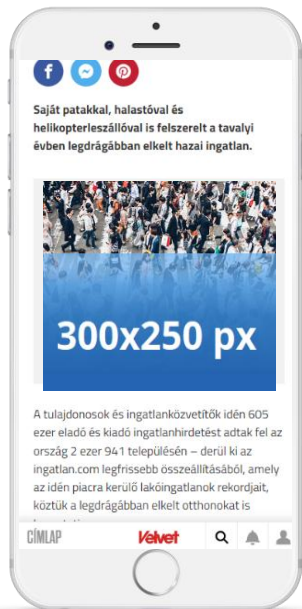 Saját patakkal, halastóval és
helikopterleszállóval is felszerelt a tavalyi
évben legdrágábban elkelt hazai ingatlan.
300x250 px
A tulajdonosok és ingatlanközvetítők idén 605
ezer eladó és kiadó ingatlanhirdetést adtak fel az
ország 2 ezer 941 településén – derül ki az
ingatlan.com legfrissebb összeállításából, amely
az idén piacra kerülő lakóingatlanok rekordjait,
köztük a legdrágábban elkelt otthonokat is
CÍMLAP Velvet